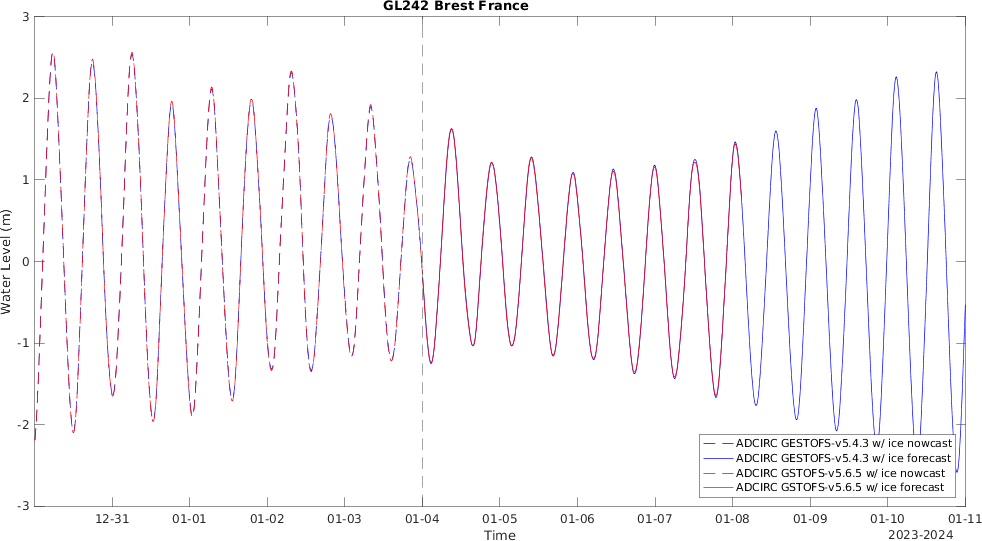 GL242 Brest France
3
2
1
0
-1
-2
-3
Water Level (m)
ADCIRC GESTOFS-v5.4.3 w/ ice nowcast
ADCIRC GESTOFS-v5.4.3 w/ ice forecast
ADCIRC GSTOFS-v5.6.5 w/ ice nowcast
ADCIRC GSTOFS-v5.6.5 w/ ice forecast
12-31 01-01 01-02 01-03 01-04 01-05 01-06 01-07 01-08 01-09 01-10 01-11
Time
2023-2024